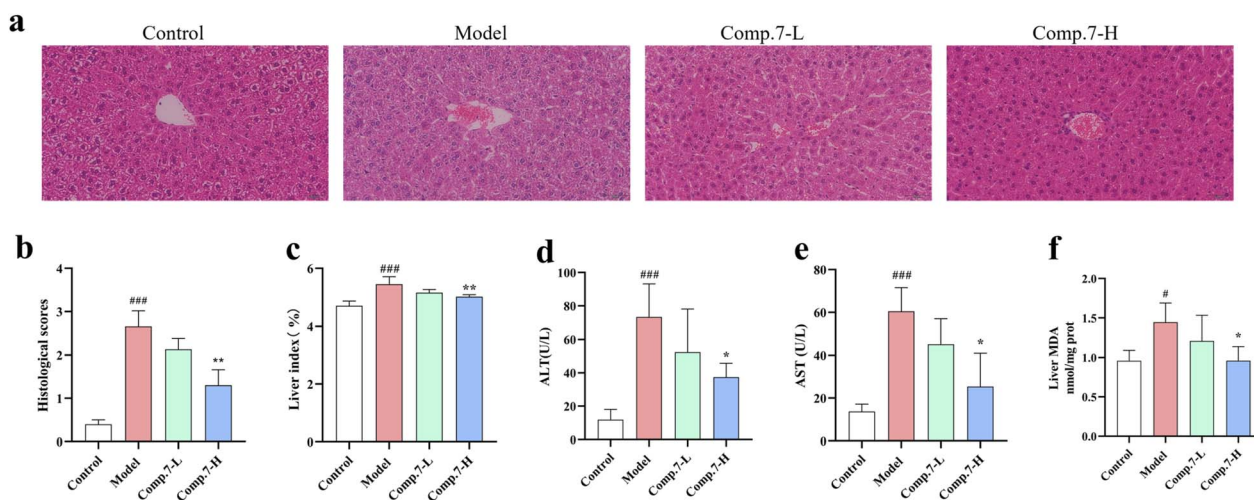 a
Control
Model
Comp.7-L
Comp.7-H
b
Histological scores
4
3
2
1
0
###
**
Control
Model
Comp.7-L
Comp.7-H
c
Liver index( %)
6
4
2
0
###
**
Control
Model
Comp.7-L
Comp.7-H
d
ALT(U/L)
100
80
60
40
20
0
###
*
Control
Model
Comp.7-L
Comp.7-H
e
AST (U/L)
80
60
40
20
0
###
*
Control
Model
Comp.7-L
Comp.7-H
f
Liver MDA
nmol/mg prot
2.0
1.5
1.0
0.5
0.0
#
*
Control
Model
Comp.7-L
Comp.7-H